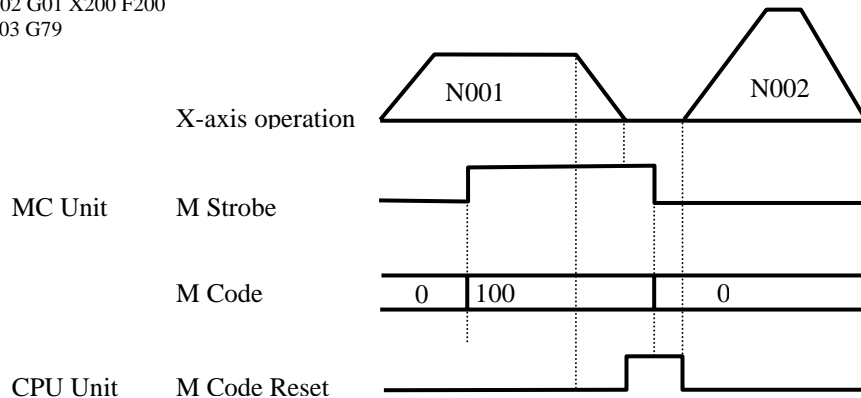 02 G01 X200 F200
03 G79
N001
N002
X-axis operation
MC Unit M Strobe
M Code 0 100 0
CPU Unit M Code Reset